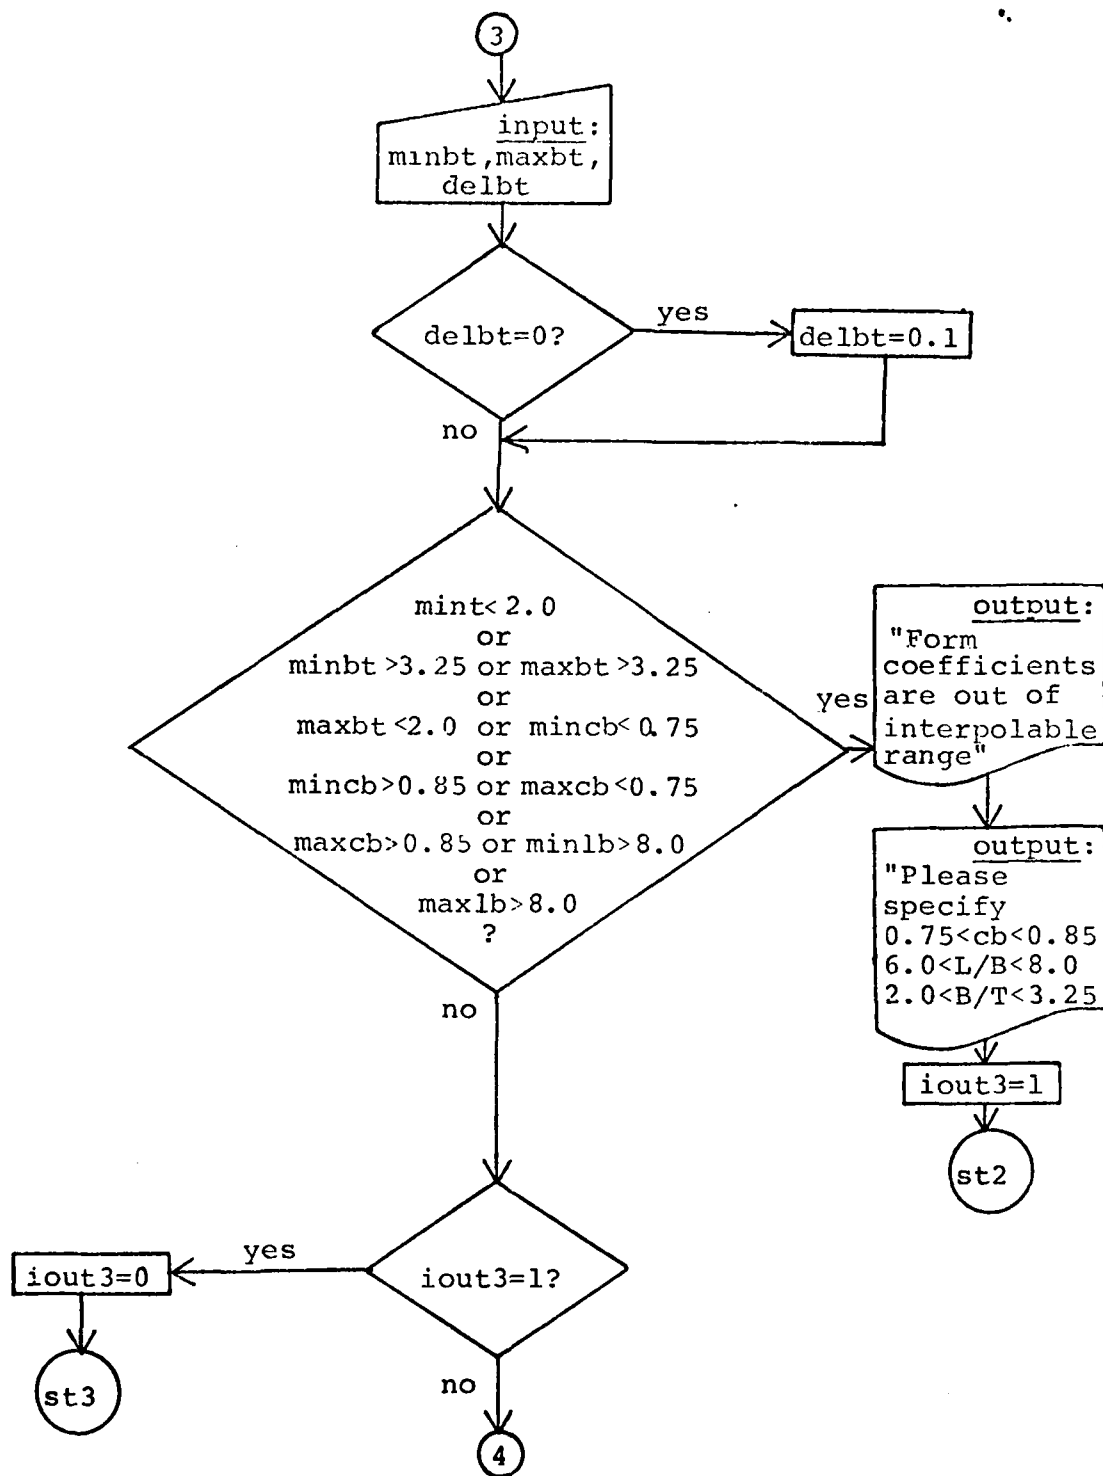 3
input:
minbt,maxbt,
delbt
delbt=0?
yes
delbt=0.1
no
mint<2.0
or
minbt>3.25 or maxbt>3.25
or
maxbt<2.0 or mincb<0.75
or
mincb>0.85 or maxcb<0.75
or
maxcb>0.85 or minlb>8.0
or
maxlb>8.0
?
yes
output:
"Form
coefficients
are out of
interpolable
range"
output:
"Please
specify
0.75<cb<0.85
6.0<L/B<8.0
2.0<B/T<3.25
iout3=1
st2
no
iout3=1?
yes
iout3=0
st3
no
4